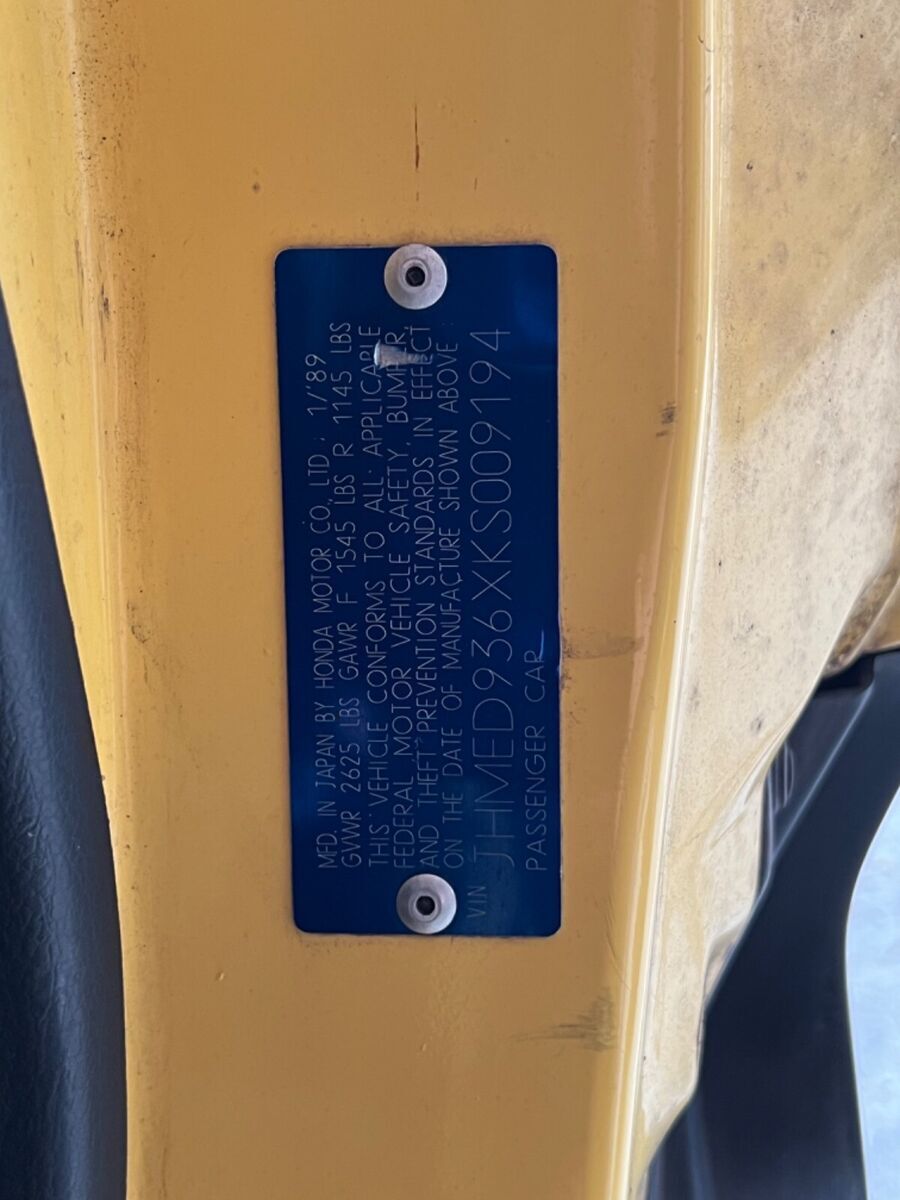 MFD. IN JAPAN BY HONDA MOTOR CO., LTD. 1/'89
GVWR 2625 LBS GAWR F 1545 LBS R 1145 LBS
THIS VEHICLE CONFORMS TO ALL APPLICABLE
FEDERAL MOTOR VEHICLE SAFETY, BUMPER,
AND THEFT PREVENTION STANDARDS IN EFFECT
ON THE DATE OF MANUFACTURE SHOWN ABOVE
V.I.N JHMED936XKS009194
PASSENGER CAR